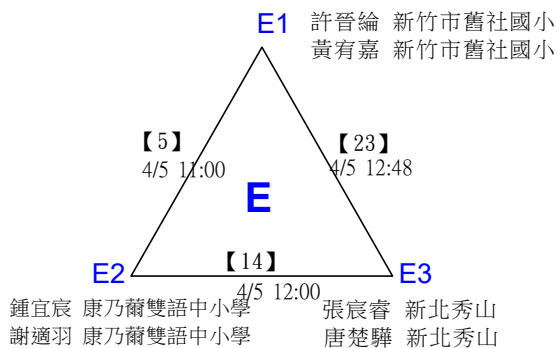 E1
許晉綸 新竹市舊社國小
黃宥嘉 新竹市舊社國小
【5】
4/5 11:00
【23】
4/5 12:48
E
【14】
4/5 12:00
E2
E3
鍾宜宸 康乃薾雙語中小學
謝適羽 康乃薾雙語中小學
張宸睿 新北秀山
唐楚驊 新北秀山